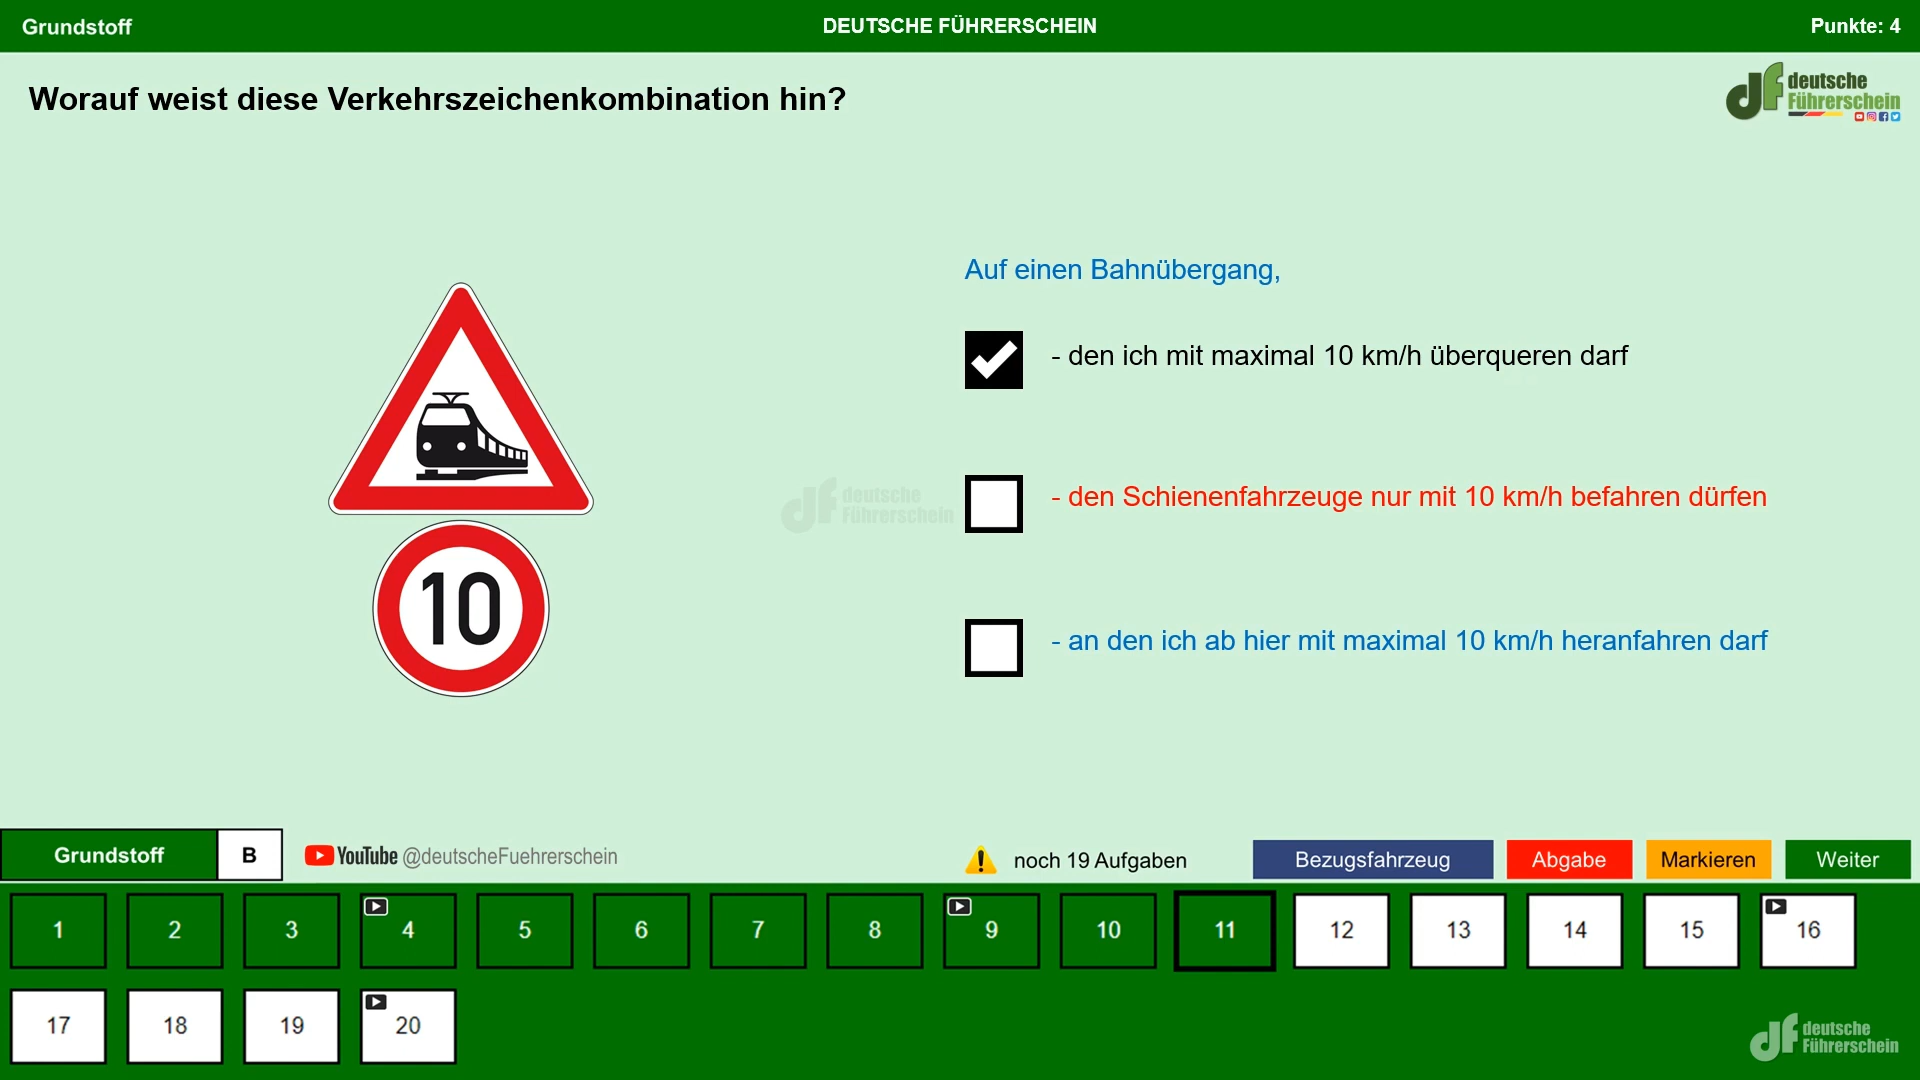 Grundstoff
DEUTSCHE FÜHRERSCHEIN
Punkte: 4
Worauf weist diese Verkehrszeichenkombination hin?
df deutsche
Führerschein
Auf einen Bahnübergang,
- den ich mit maximal 10 km/h überqueren darf
- den Schienenfahrzeuge nur mit 10 km/h befahren dürfen
- an den ich ab hier mit maximal 10 km/h heranfahren darf
10
df deutsche
Führerschein
Grundstoff
B
YouTube @deutscheFuehrerschein
noch 19 Aufgaben
Bezugsfahrzeug
Abgabe
Markieren
Weiter
1 2 3 4 5 6 7 8 9 10 11 12 13 14 15 16
17 18 19 20
df deutsche
Führerschein